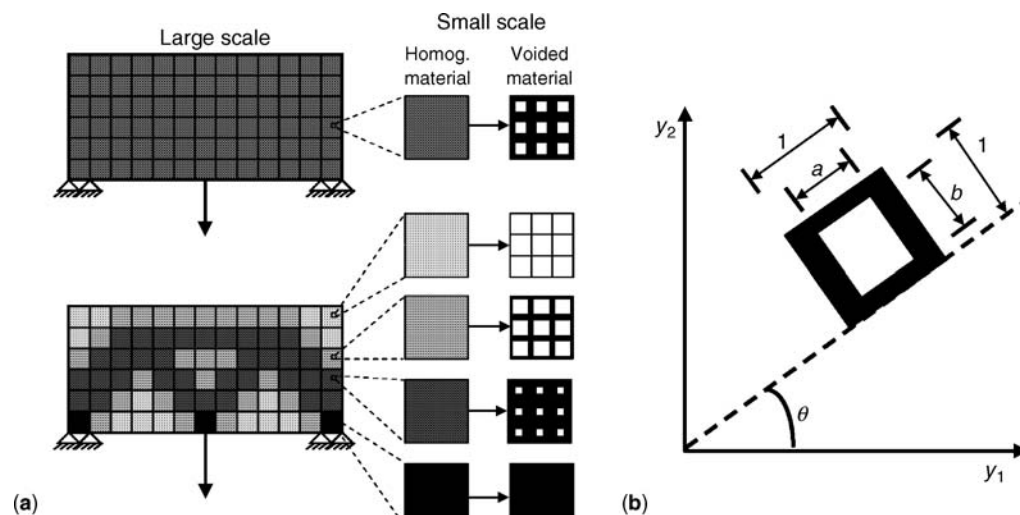 Small scale
Large scale
Homog.
material
Voided
material
y2
1
a
b
1
θ
y1
(a)
(b)